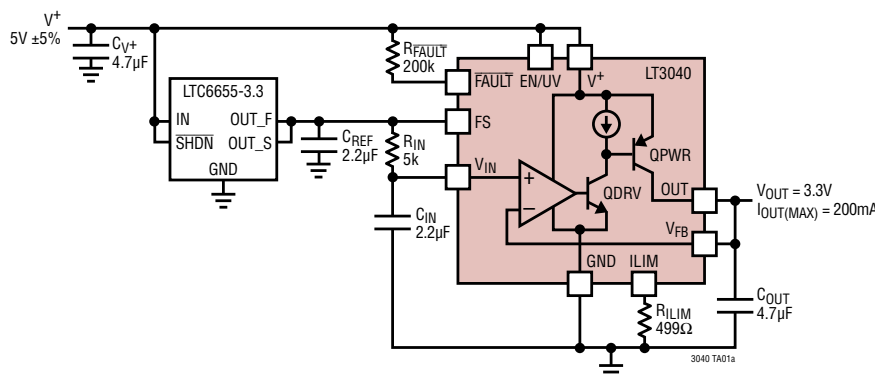 V+
5V ±5%
CV+
4.7µF
RFAULT
200k
LTC6655-3.3
IN
OUT_F
SHDN
OUT_S
GND
CREF
2.2µF
RIN
5k
CIN
2.2µF
FAULT
EN/UV
V+
LT3040
FS
VIN
+
–
QDRV
QPWR
OUT
VFB
GND
ILIM
RILIM
499Ω
VOUT = 3.3V
IOUT(MAX) = 200mA
COUT
4.7µF
3040 TA01a